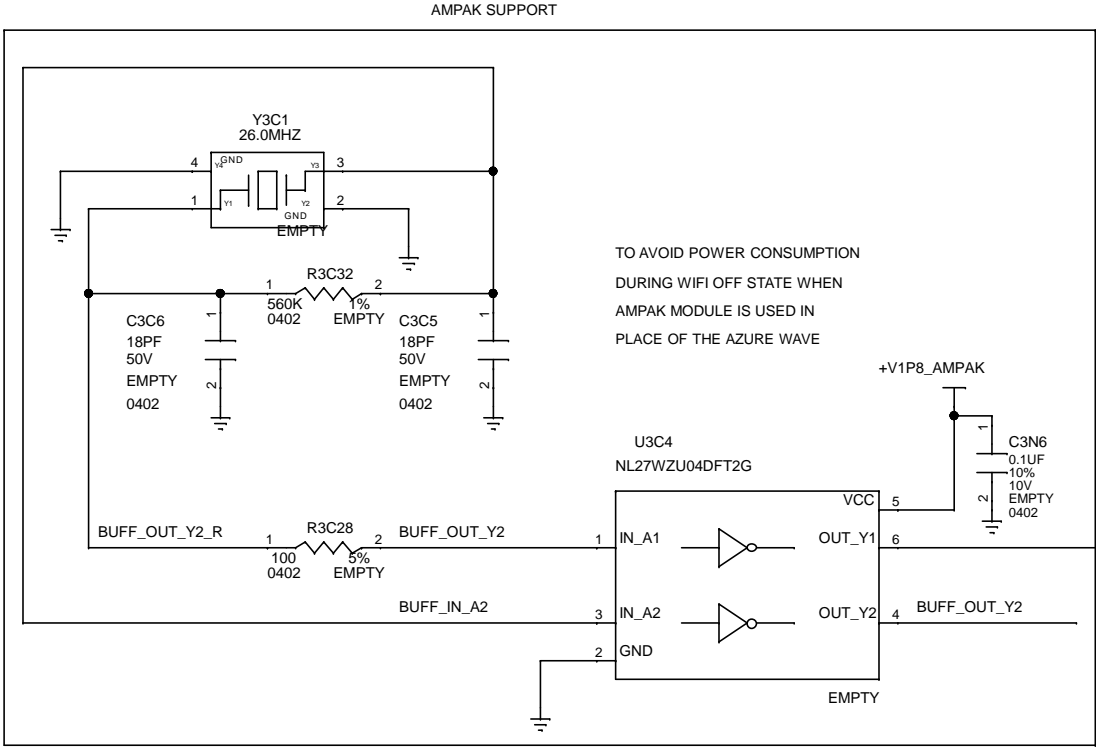 AMPAK SUPPORT
Y3C1
26.0MHZ
4
Y4
GND
Y3
3
1
Y1
Y2
2
GND
EMPTY
TO AVOID POWER CONSUMPTION
DURING WIFI OFF STATE WHEN
AMPAK MODULE IS USED IN
PLACE OF THE AZURE WAVE
R3C32
1
2
560K
1%
0402
EMPTY
C3C6
1
18PF
50V
EMPTY
2
0402
C3C5
1
18PF
50V
EMPTY
2
0402
+V1P8_AMPAK
1
C3N6
0.1UF
10%
10V
2
EMPTY
0402
U3C4
NL27WZU04DFT2G
VCC
5
BUFF_OUT_Y2_R
R3C28
1
2
100
5%
0402
EMPTY
BUFF_OUT_Y2
1
IN_A1
OUT_Y1
6
BUFF_IN_A2
3
IN_A2
OUT_Y2
4
BUFF_OUT_Y2
2
GND
EMPTY